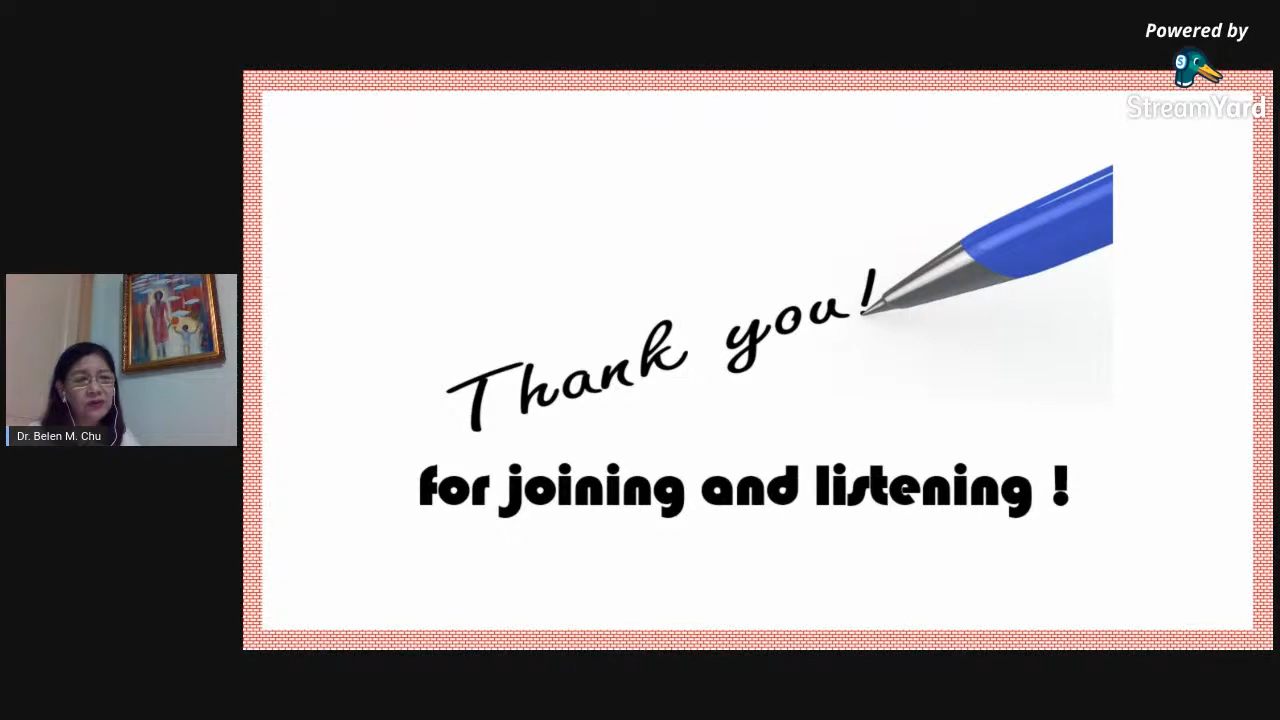 Powered by
StreamYard
Thank you!
for joining and listening !
Dr. Belen M. Chu